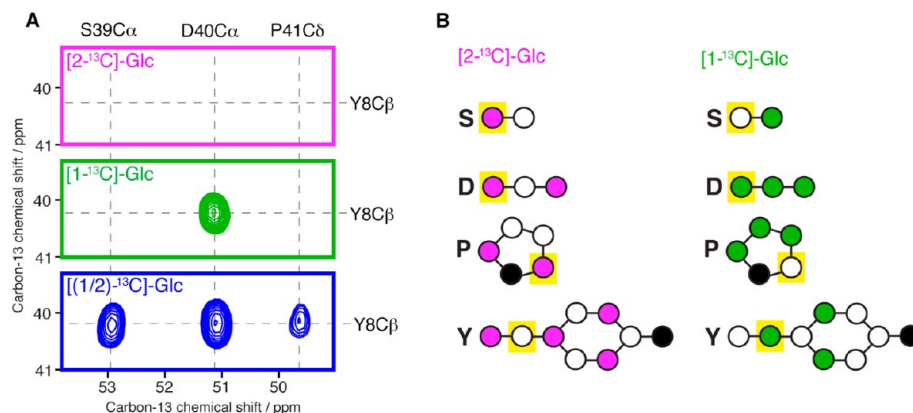 A
S39Cα D40Cα P41Cδ
[2-¹³C]-Glc
40
Y8Cβ
41
[1-¹³C]-Glc
40
Y8Cβ
41
[(1/2)-¹³C]-Glc
40
Y8Cβ
41
53 52 51 50
Carbon-13 chemical shift / ppm
Carbon-13 chemical shift / ppm
B
[2-¹³C]-Glc [1-¹³C]-Glc
S S
D D
P P
Y Y